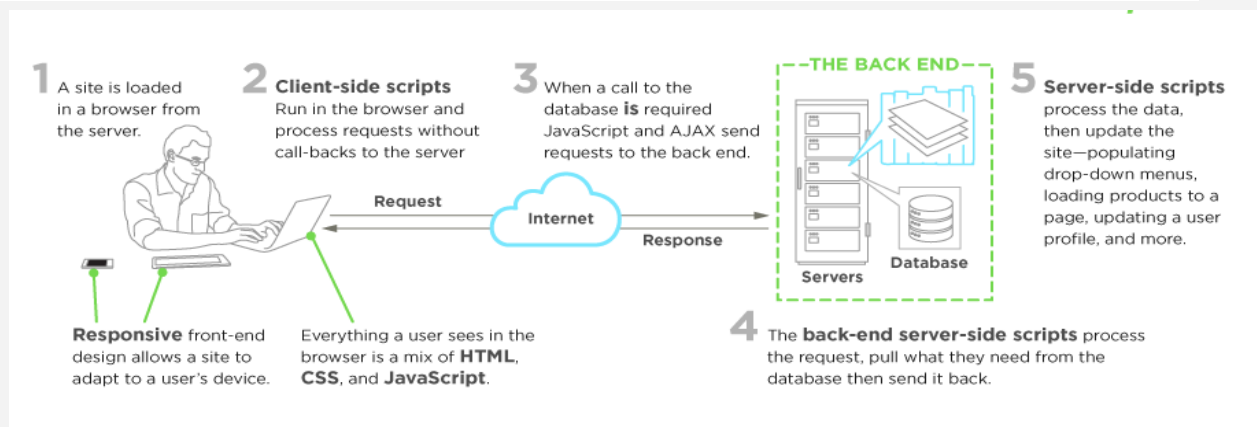 1
A site is loaded
in a browser from
the server.
2
Client-side scripts
Run in the browser and
process requests without
call-backs to the server
3
When a call to the
database is required
JavaScript and AJAX send
requests to the back end.
THE BACK END
5
Server-side scripts
process the data,
then update the
site—populating
drop-down menus,
loading products to a
page, updating a user
profile, and more.
Request
Internet
Response
Servers
Database
Responsive front-end
design allows a site to
adapt to a user's device.
Everything a user sees in the
browser is a mix of HTML,
CSS, and JavaScript.
4
The back-end server-side scripts process
the request, pull what they need from the
database then send it back.